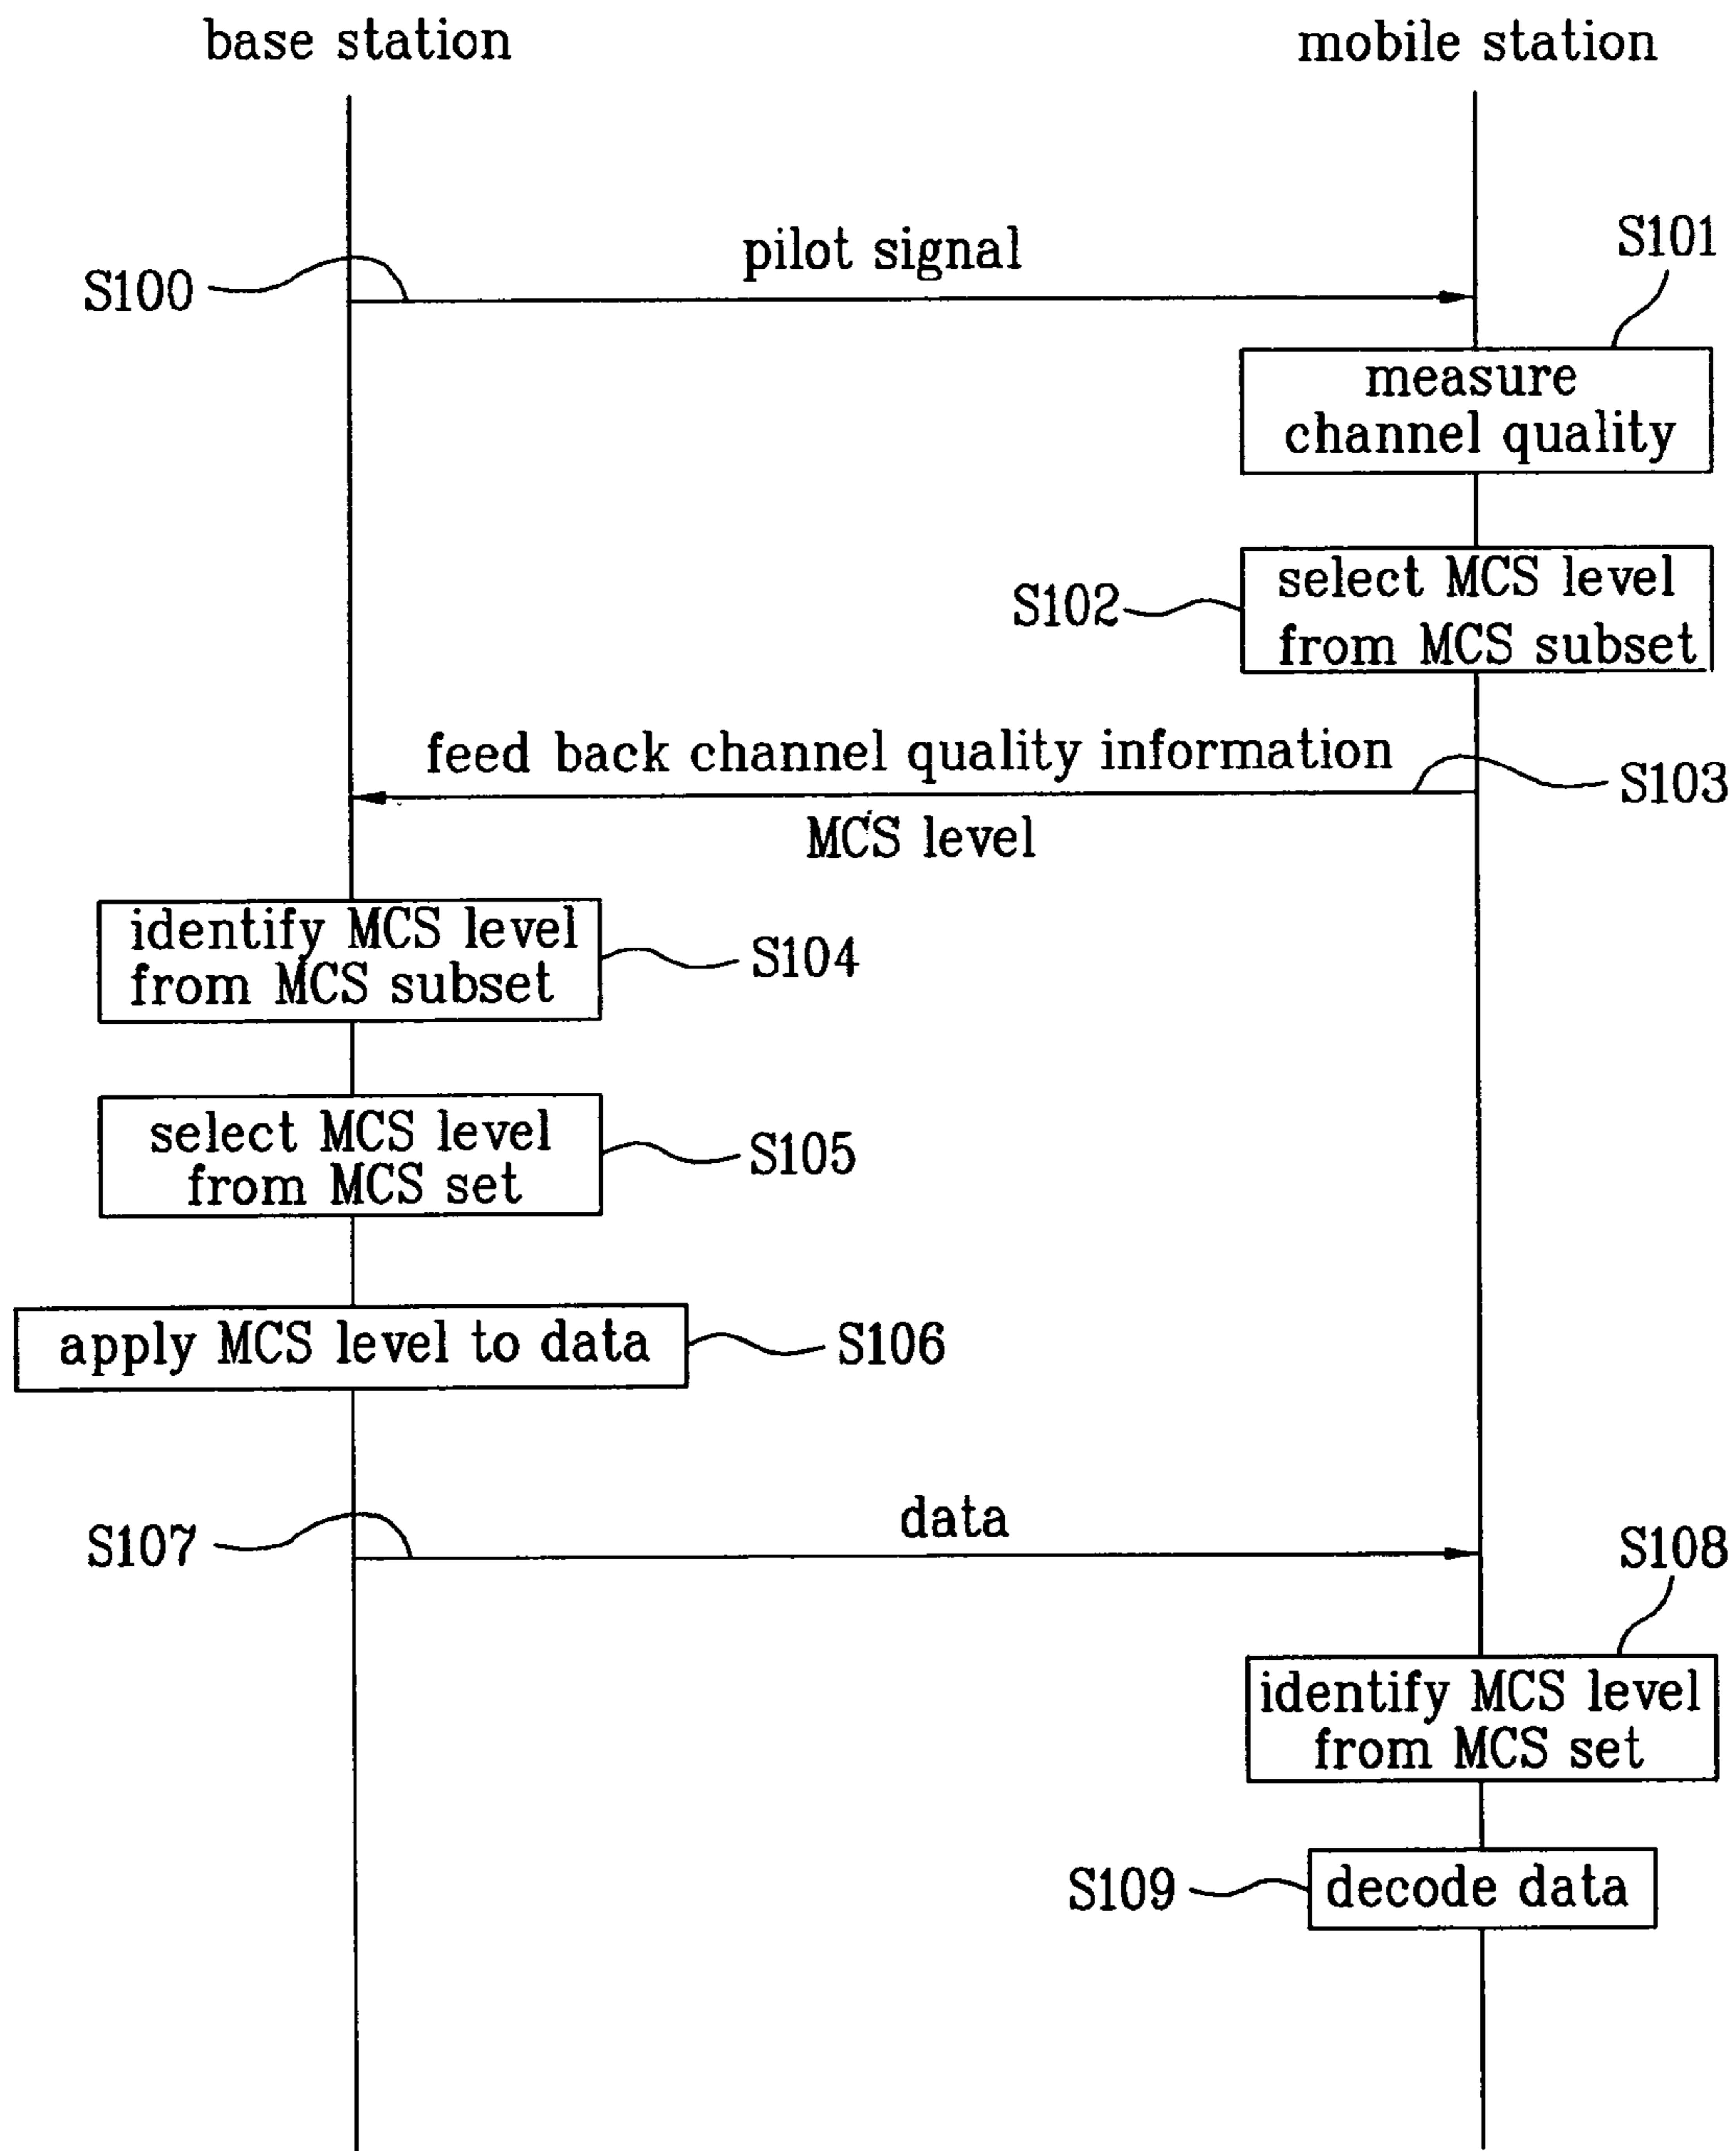 base station
mobile station
pilot signal
S100
S101
measure
channel quality
S102
select MCS level
from MCS subset
feed back channel quality information
S103
MCS level
identify MCS level
from MCS subset
S104
select MCS level
from MCS set
S105
apply MCS level to data
S106
data
S107
S108
identify MCS level
from MCS set
S109
decode data